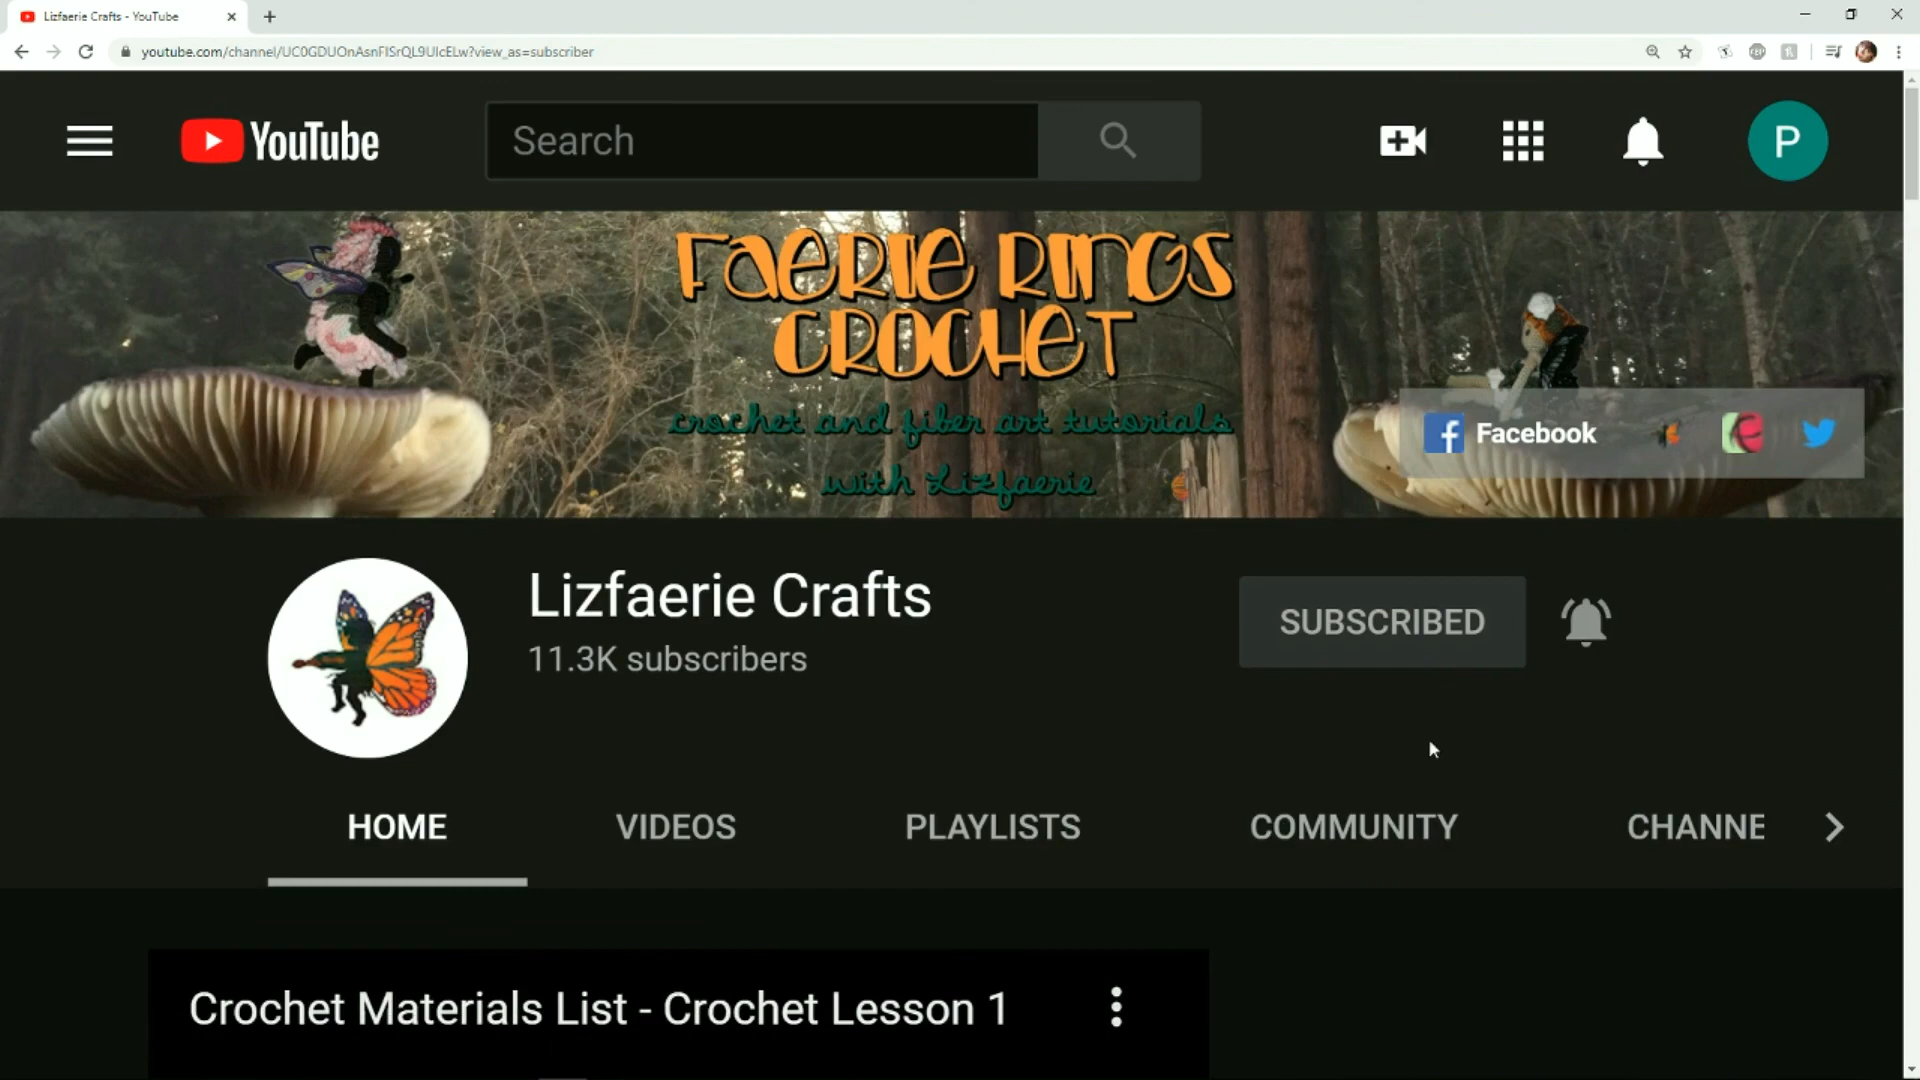 Lizfaerie Crafts - YouTube
youtube.com/channel/UC0GDUOnAsnFISrQL9UIcELw?view_as=subscriber
YouTube
Search
P
FAERIE RINGS
CROCHET
crochet and fiber art tutorials
with Lizfaerie
Facebook
Lizfaerie Crafts
11.3K subscribers
SUBSCRIBED
HOME VIDEOS PLAYLISTS COMMUNITY CHANNE
Crochet Materials List - Crochet Lesson 1